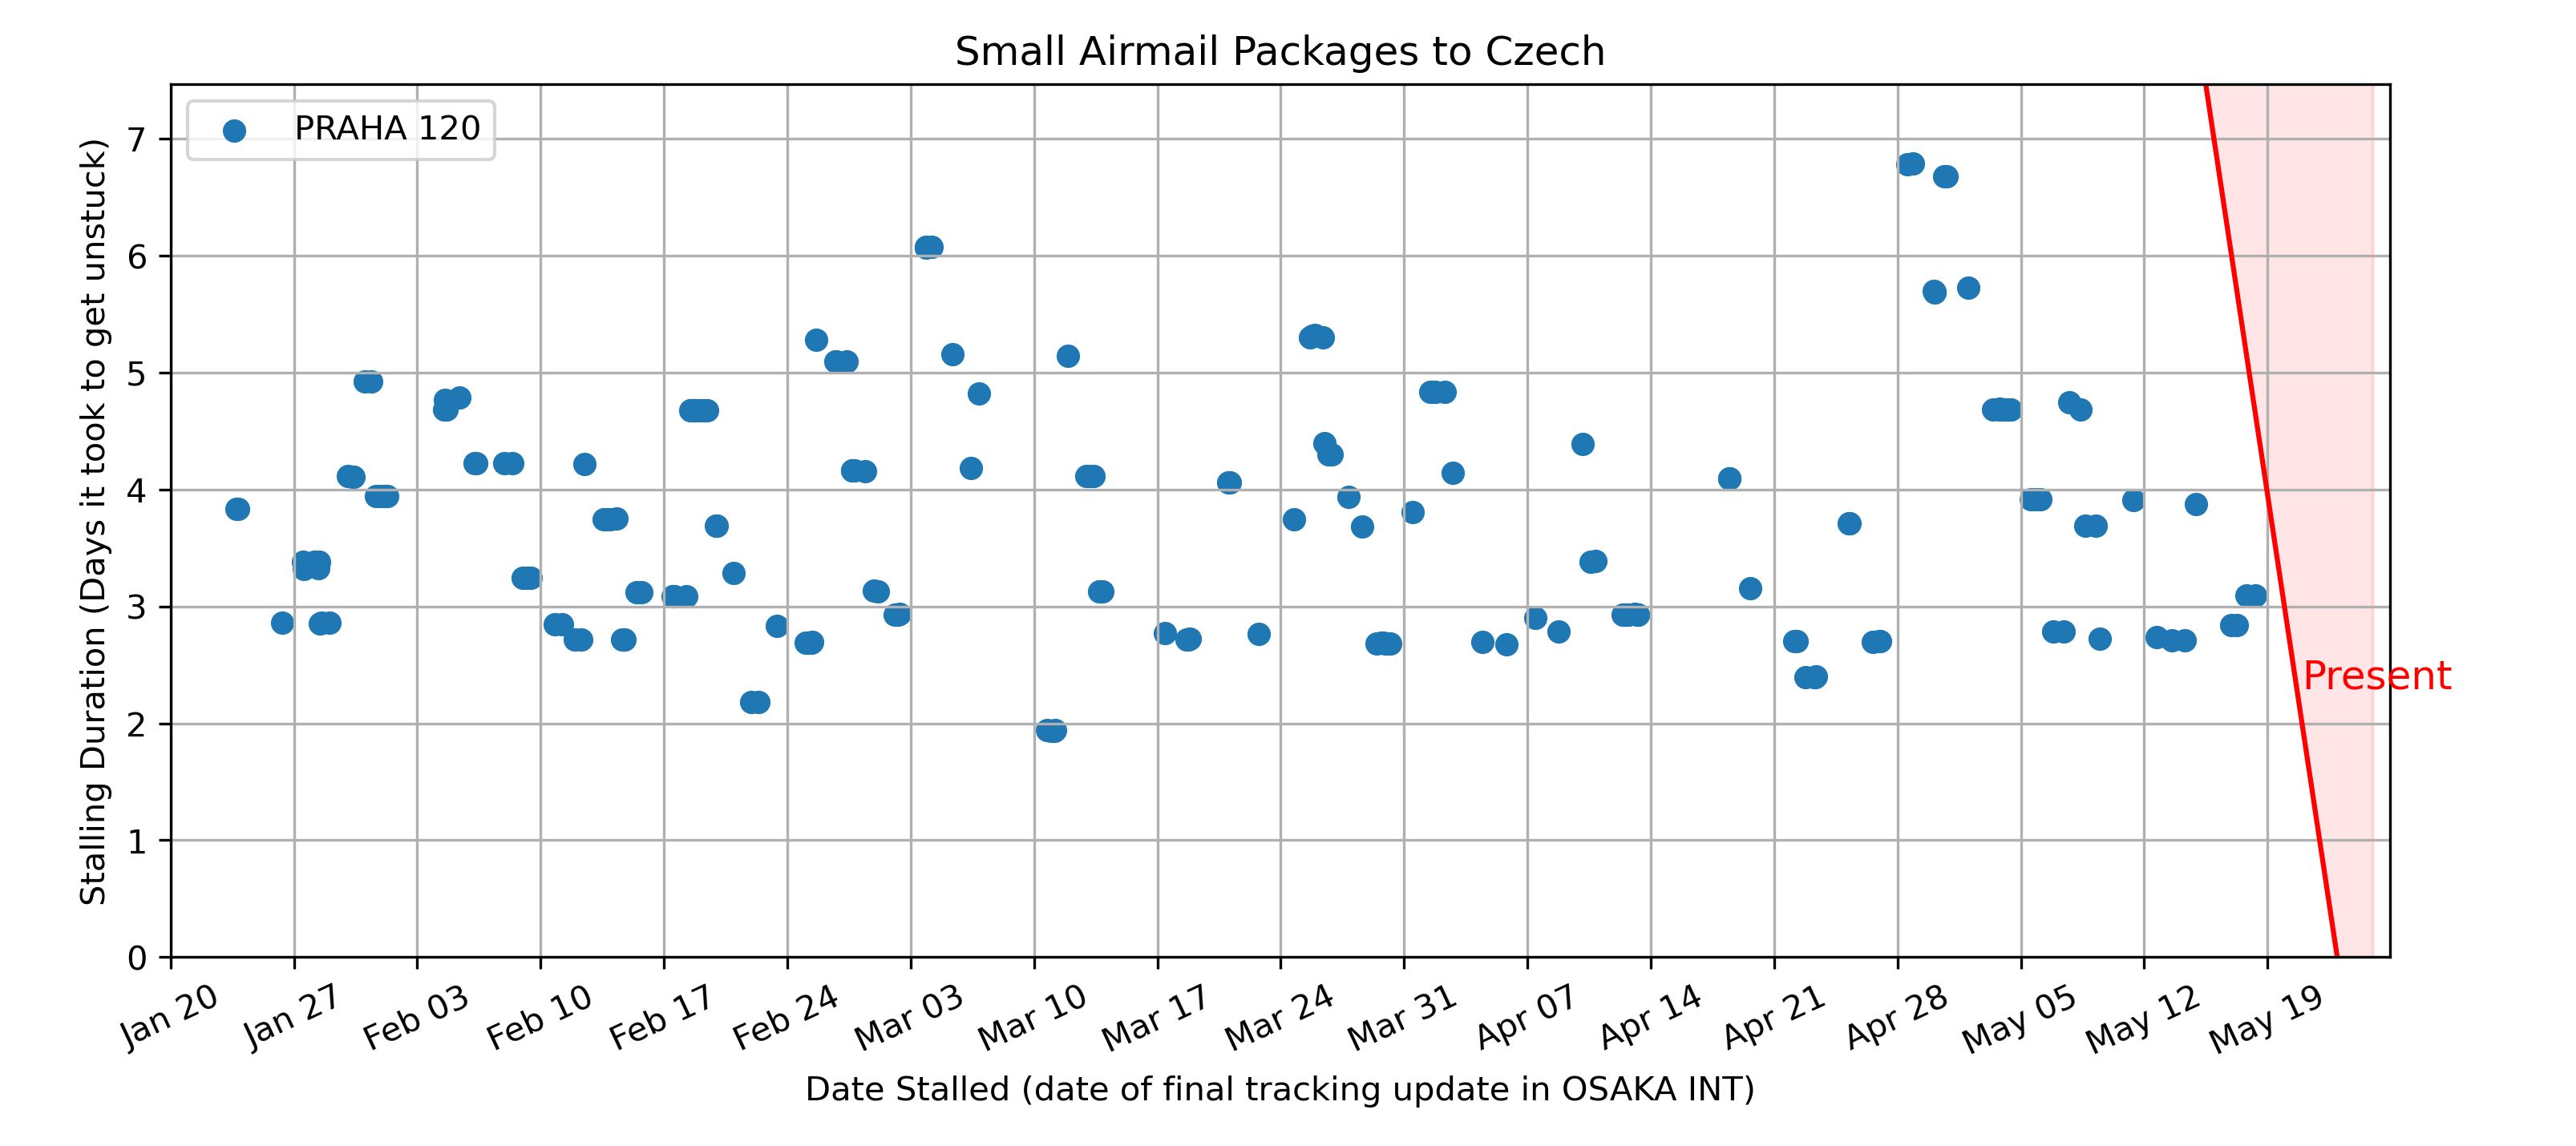 Small Airmail Packages to Czech
PRAHA 120
Stalling Duration (Days it took to get unstuck)
7
6
5
4
3
2
1
0
Present
Jan 20
Jan 27
Feb 03
Feb 10
Feb 17
Feb 24
Mar 03
Mar 10
Mar 17
Mar 24
Mar 31
Apr 07
Apr 14
Apr 21
Apr 28
May 05
May 12
May 19
Date Stalled (date of final tracking update in OSAKA INT)